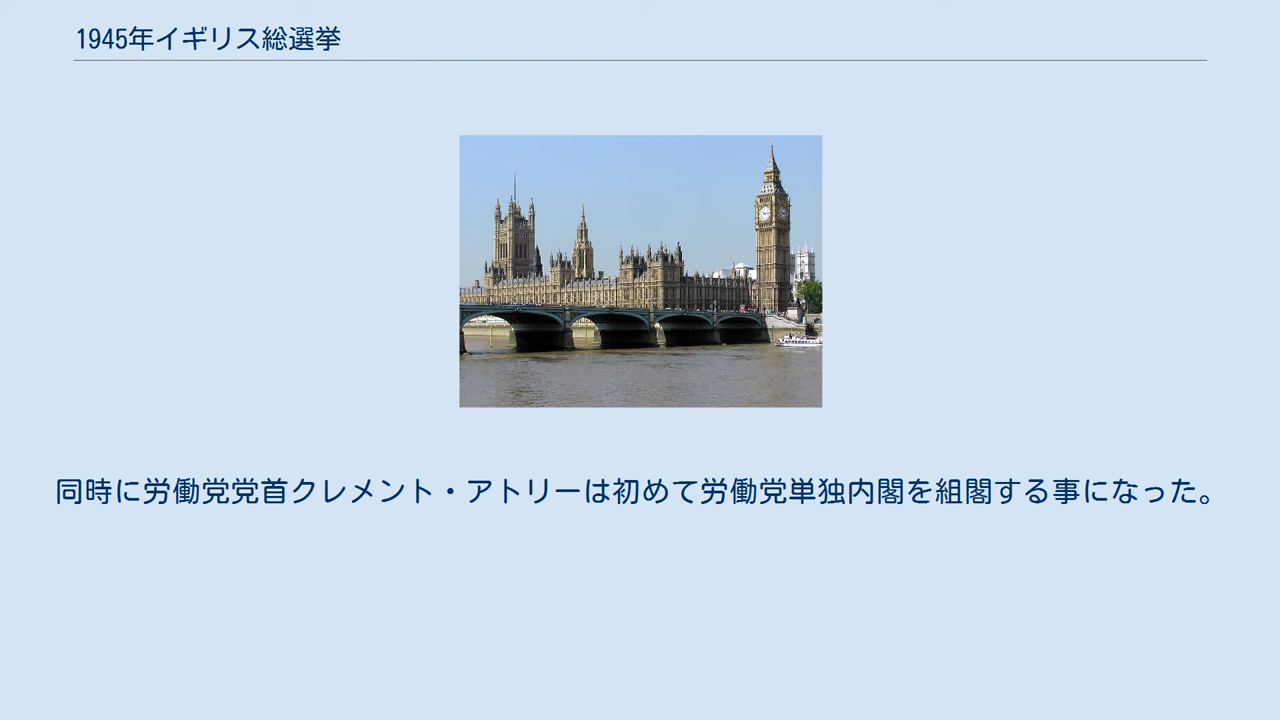 1945年イギリス総選挙
同時に労働党党首クレメント・アトリーは初めて労働党単独内閣を組閣する事になった。